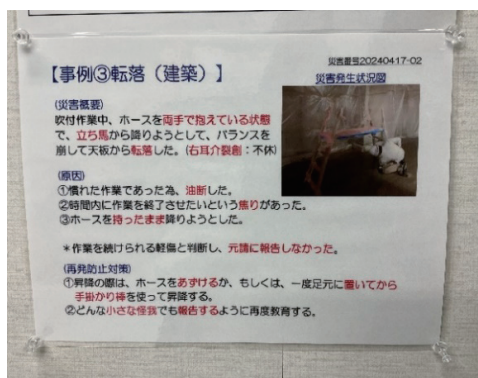 災害番号20240417-02
【事例③転落(建築)】
災害発生状況図
(災害概要)
吹付作業中、ホースを両手で抱えている状態
で、立ち馬から降りようとして、バランスを
崩して天板から転落した。(右耳介裂創:不休)
(原因)
①慣れた作業であった為、油断した。
②時間内に作業を終了させたいという焦りがあった。
③ホースを持ったまま降りようとした。
*作業を続けられる軽傷と判断し、元請に報告しなかった。
(再発防止対策)
①昇降の際は、ホースをあずけるか、もしくは、一度足元に置いてから
手掛かり棒を使って昇降する。
②どんな小さな怪我でも報告するように再度教育する。